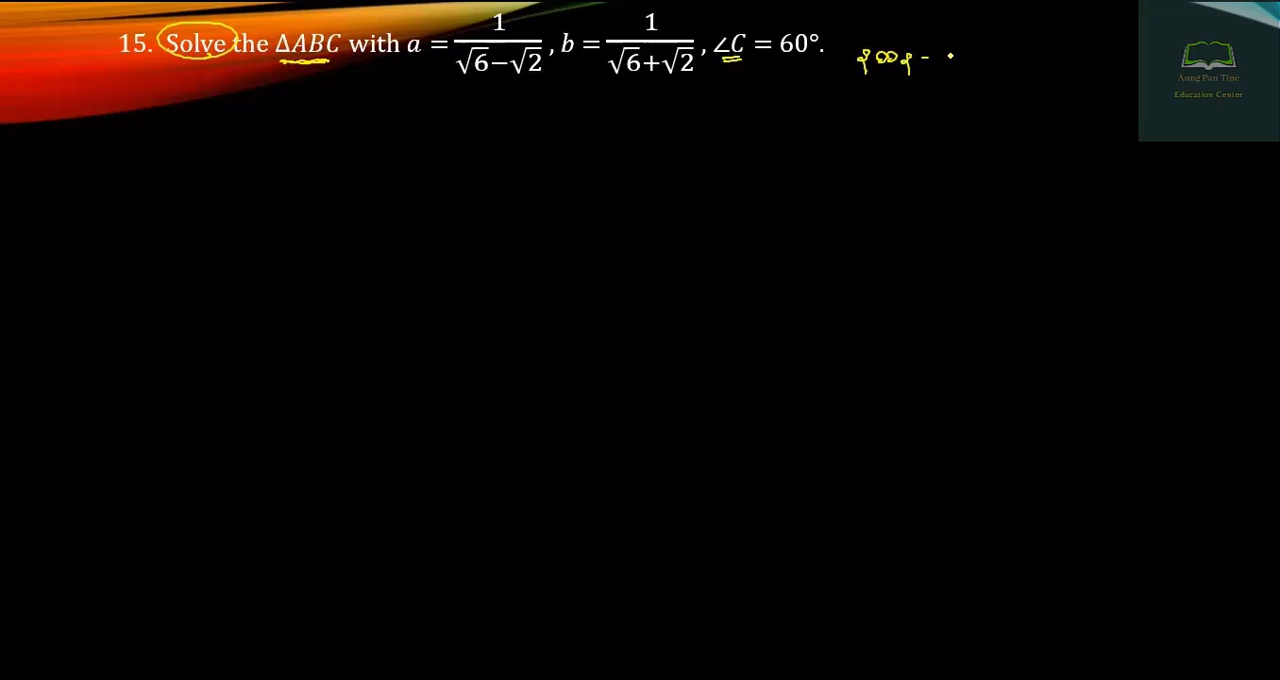 15. Solve the ΔABC with a = 1/(√6−√2), b = 1/(√6+√2), ∠C = 60°.
Aung Pan Tine
Education Center